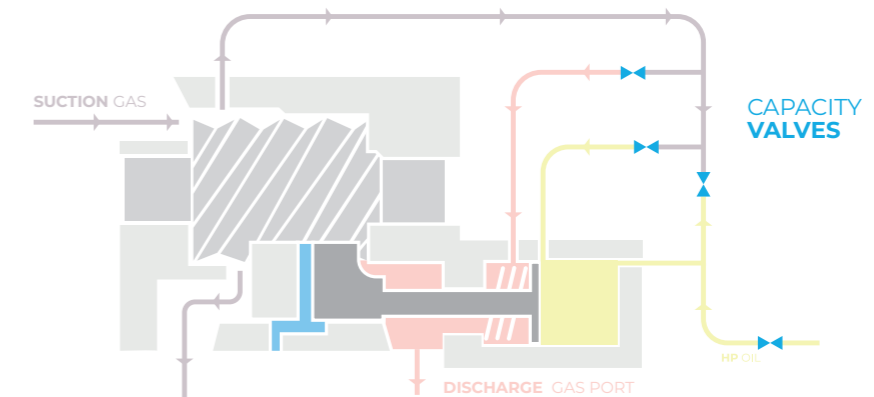 SUCTION GAS
CAPACITY
VALVES
HP OIL
DISCHARGE GAS PORT